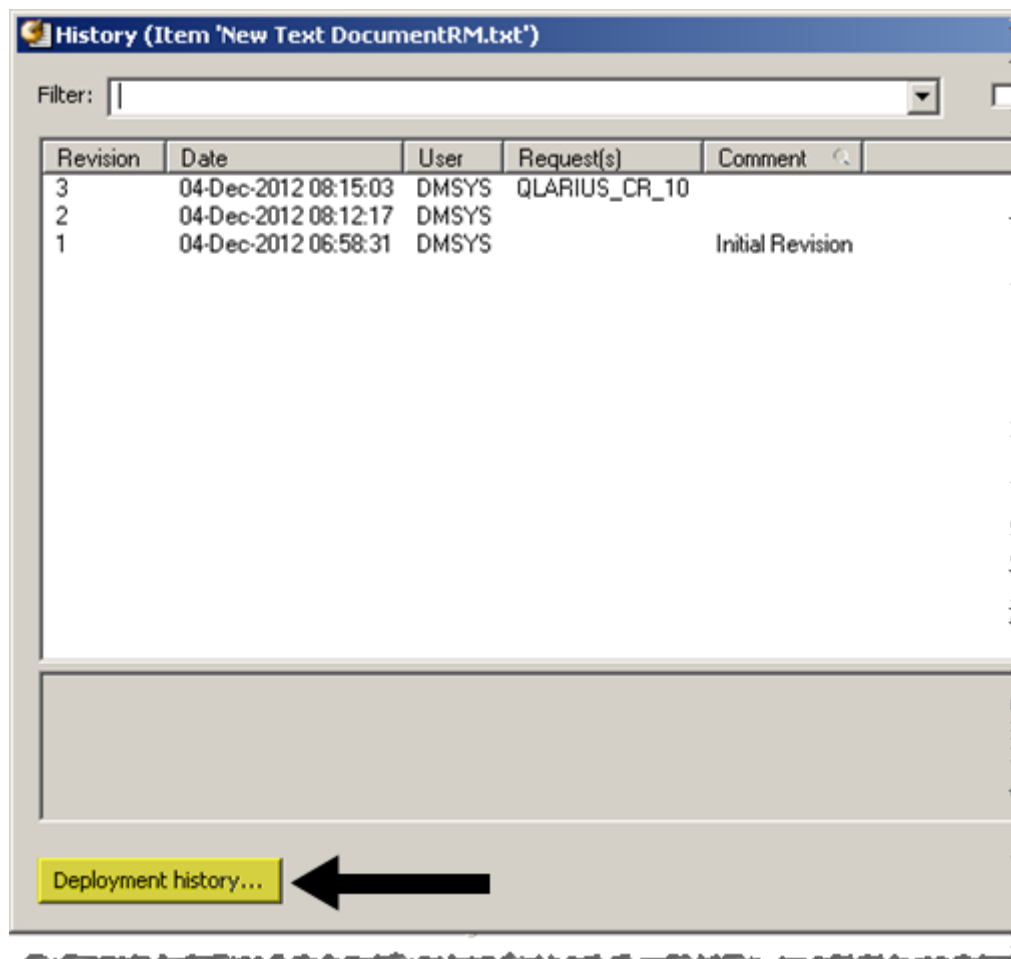 History (Item 'New Text DocumentRM.txt')
Filter:
Revision Date User Request(s) Comment
3 04-Dec-2012 08:15:03 DMSYS QLARIUS_CR_10
2 04-Dec-2012 08:12:17 DMSYS
1 04-Dec-2012 06:58:31 DMSYS Initial Revision
Deployment history...